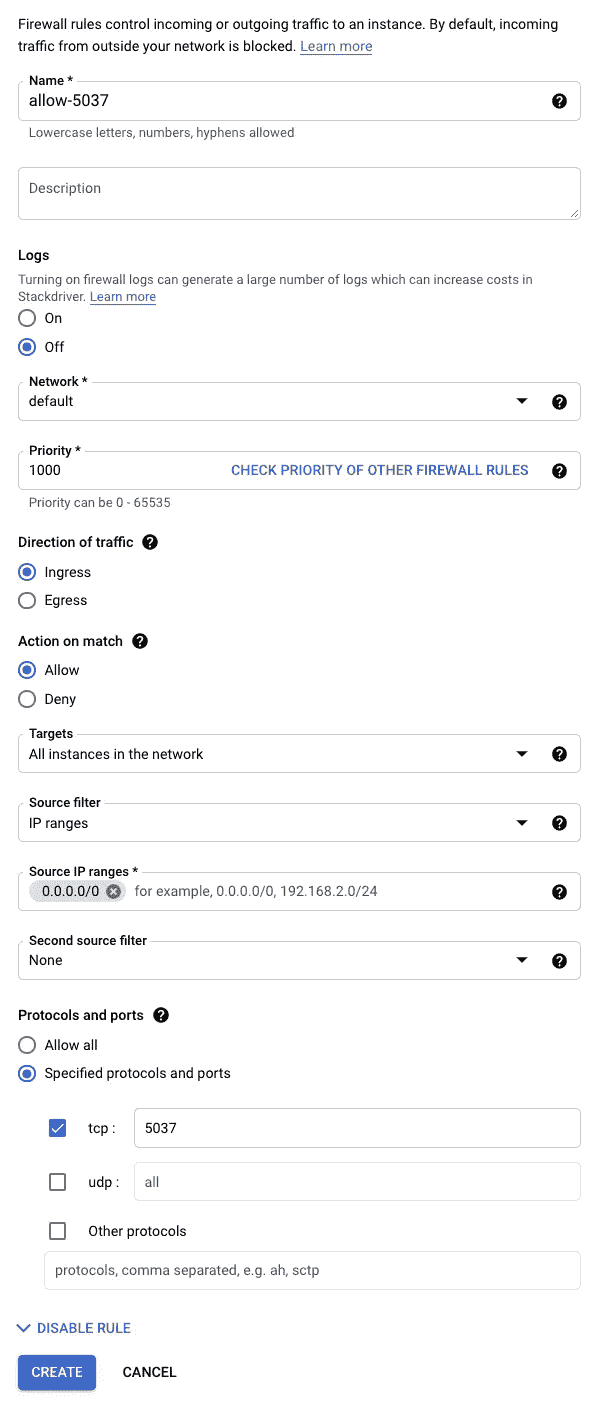 Firewall rules control incoming or outgoing traffic to an instance. By default, incoming
traffic from outside your network is blocked. Learn more
Name *
allow-5037
Lowercase letters, numbers, hyphens allowed
Description
Logs
Turning on firewall logs can generate a large number of logs which can increase costs in
Stackdriver. Learn more
On
Off
Network *
default
Priority *
1000 CHECK PRIORITY OF OTHER FIREWALL RULES
Priority can be 0 - 65535
Direction of traffic
Ingress
Egress
Action on match
Allow
Deny
Targets
All instances in the network
Source filter
IP ranges
Source IP ranges *
0.0.0.0/0 for example, 0.0.0.0/0, 192.168.2.0/24
Second source filter
None
Protocols and ports
Allow all
Specified protocols and ports
tcp : 5037
udp : all
Other protocols
protocols, comma separated, e.g. ah, sctp
DISABLE RULE
CREATE CANCEL